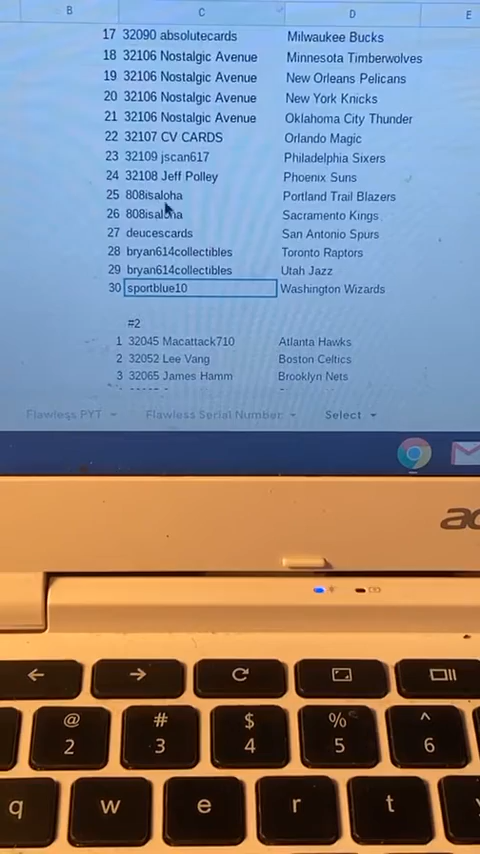 B C D E
17 32090 absolutecards Milwaukee Bucks
18 32106 Nostalgic Avenue Minnesota Timberwolves
19 32106 Nostalgic Avenue New Orleans Pelicans
20 32106 Nostalgic Avenue New York Knicks
21 32106 Nostalgic Avenue Oklahoma City Thunder
22 32107 CV CARDS Orlando Magic
23 32109 jscan617 Philadelphia Sixers
24 32108 Jeff Polley Phoenix Suns
25 808isaloha Portland Trail Blazers
26 808isaloha Sacramento Kings
27 deucescards San Antonio Spurs
28 bryan614collectibles Toronto Raptors
29 bryan614collectibles Utah Jazz
30 sportblue10 Washington Wizards
#2
1 32045 Macattack710 Atlanta Hawks
2 32052 Lee Vang Boston Celtics
3 32065 James Hamm Brooklyn Nets
Flawless PYT Flawless Serial Number Select
ac
@ # $ % ^
2 3 4 5 6
q w e r t